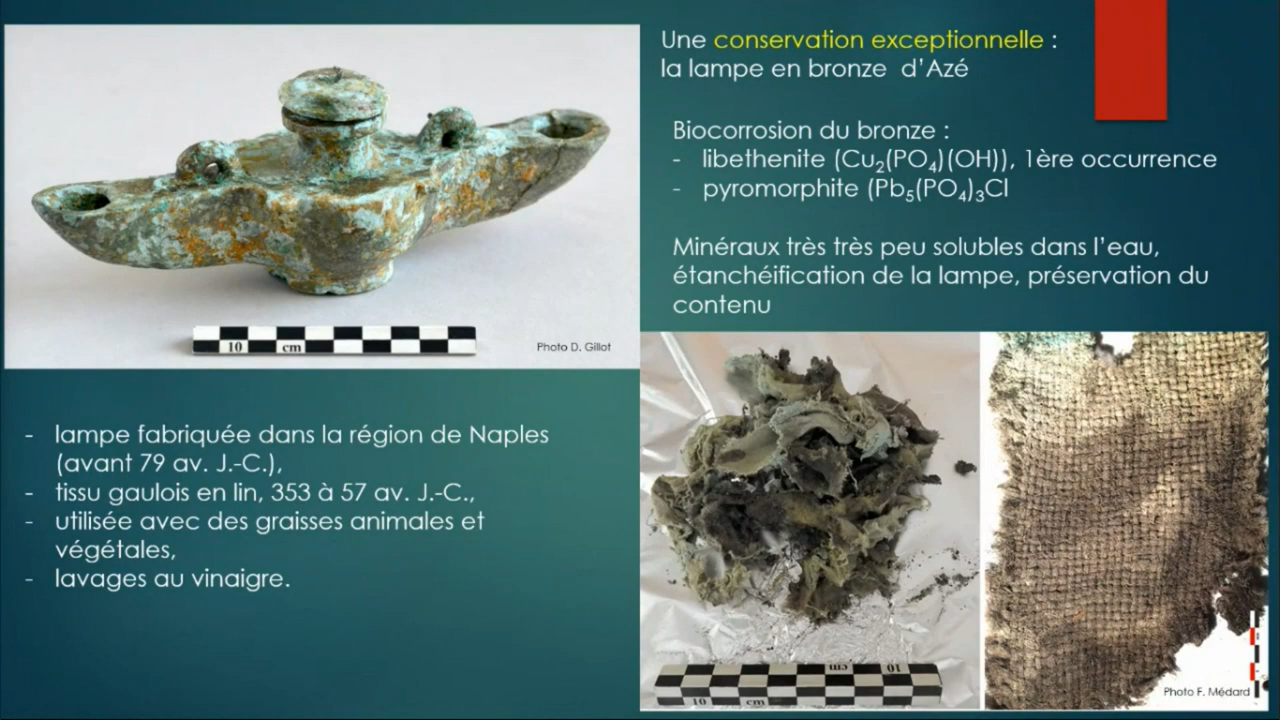 Une conservation exceptionnelle :
la lampe en bronze d'Azé
Biocorrosion du bronze :
- libethenite (Cu₂(PO₄)(OH)), 1ère occurrence
- pyromorphite (Pb₅(PO₄)₃Cl
Minéraux très très peu solubles dans l'eau,
étanchéification de la lampe, préservation du
contenu
10 cm
Photo D. Gillot
- lampe fabriquée dans la région de Naples
(avant 79 av. J.-C.),
- tissu gaulois en lin, 353 à 57 av. J.-C.,
- utilisée avec des graisses animales et
végétales,
- lavages au vinaigre.
cm 10
10 cm
Photo F. Médard